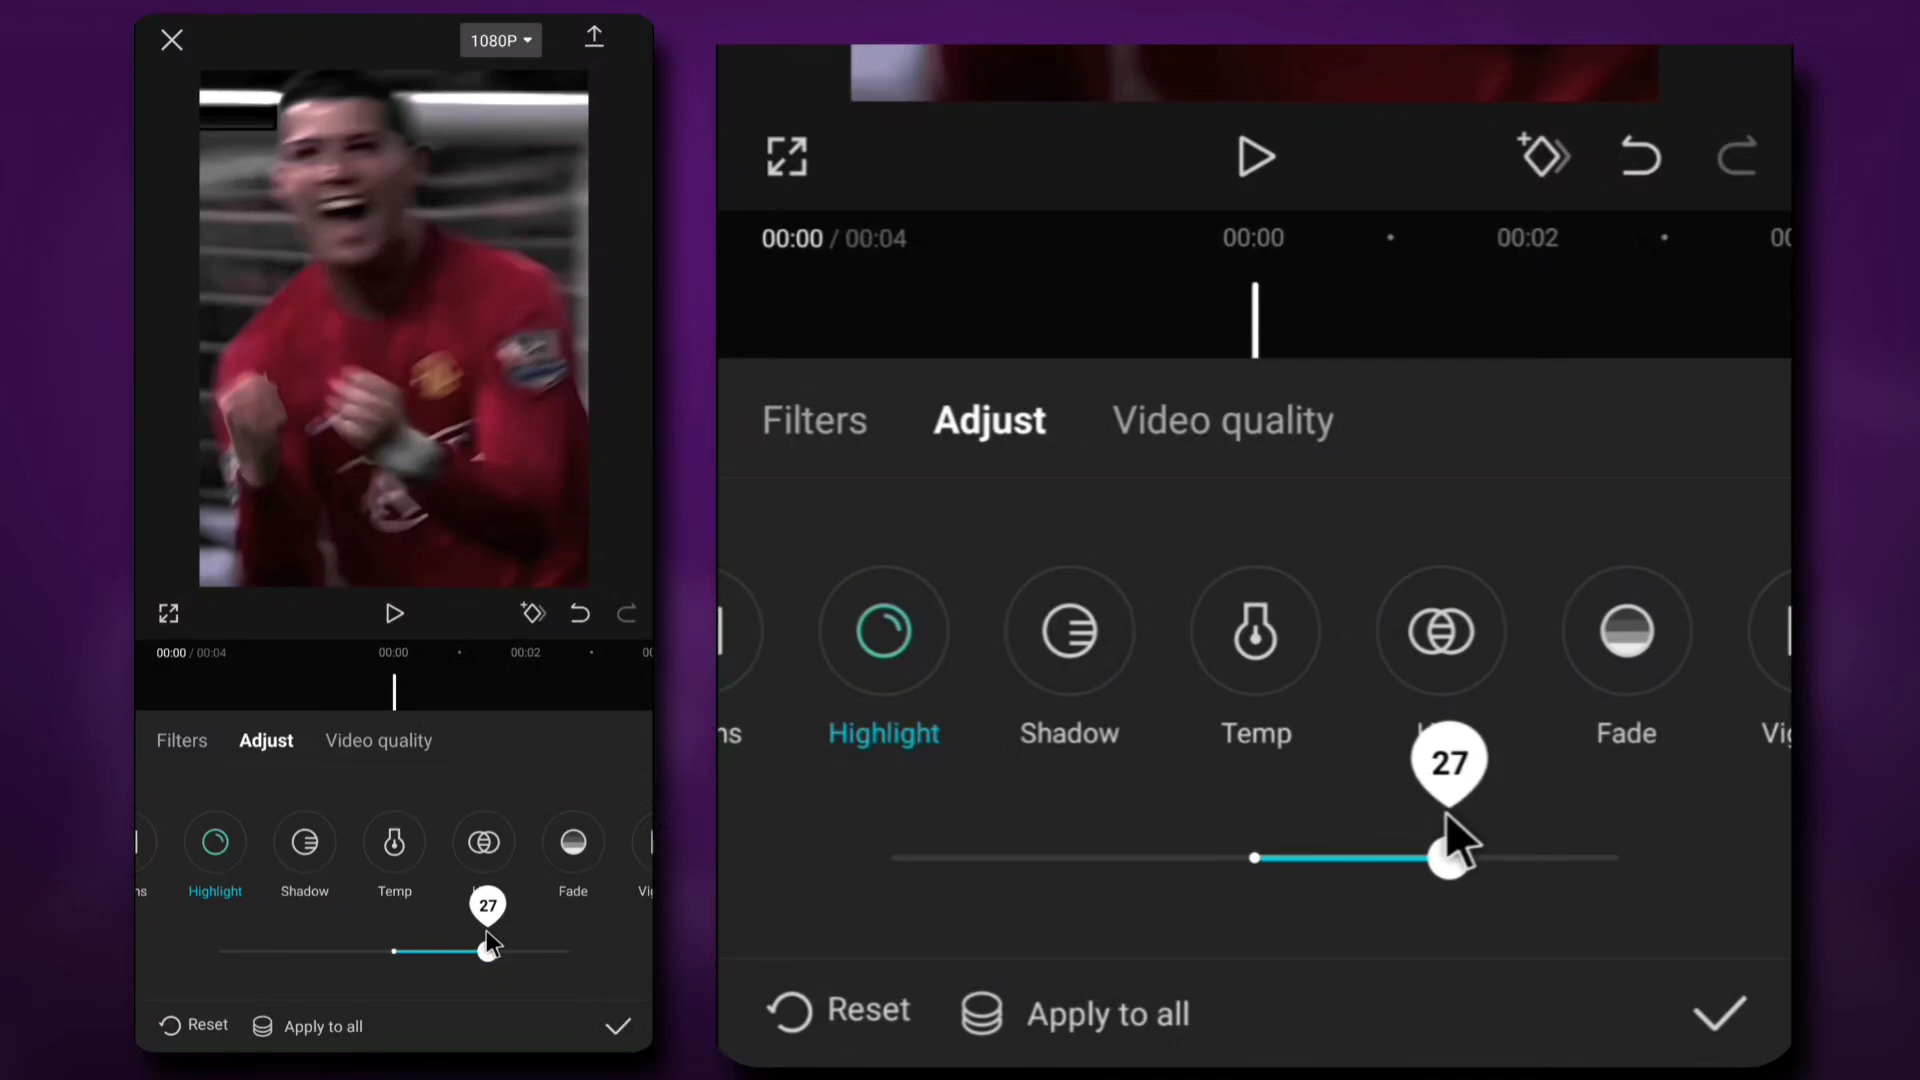 1080P
00:00 / 00:04
00:00
00:02
Filters
Adjust
Video quality
Highlight
Shadow
Temp
Fade
27
Reset
Apply to all
00:00 / 00:04
00:00
00:02
Filters
Adjust
Video quality
Highlight
Shadow
Temp
Fade
27
Reset
Apply to all